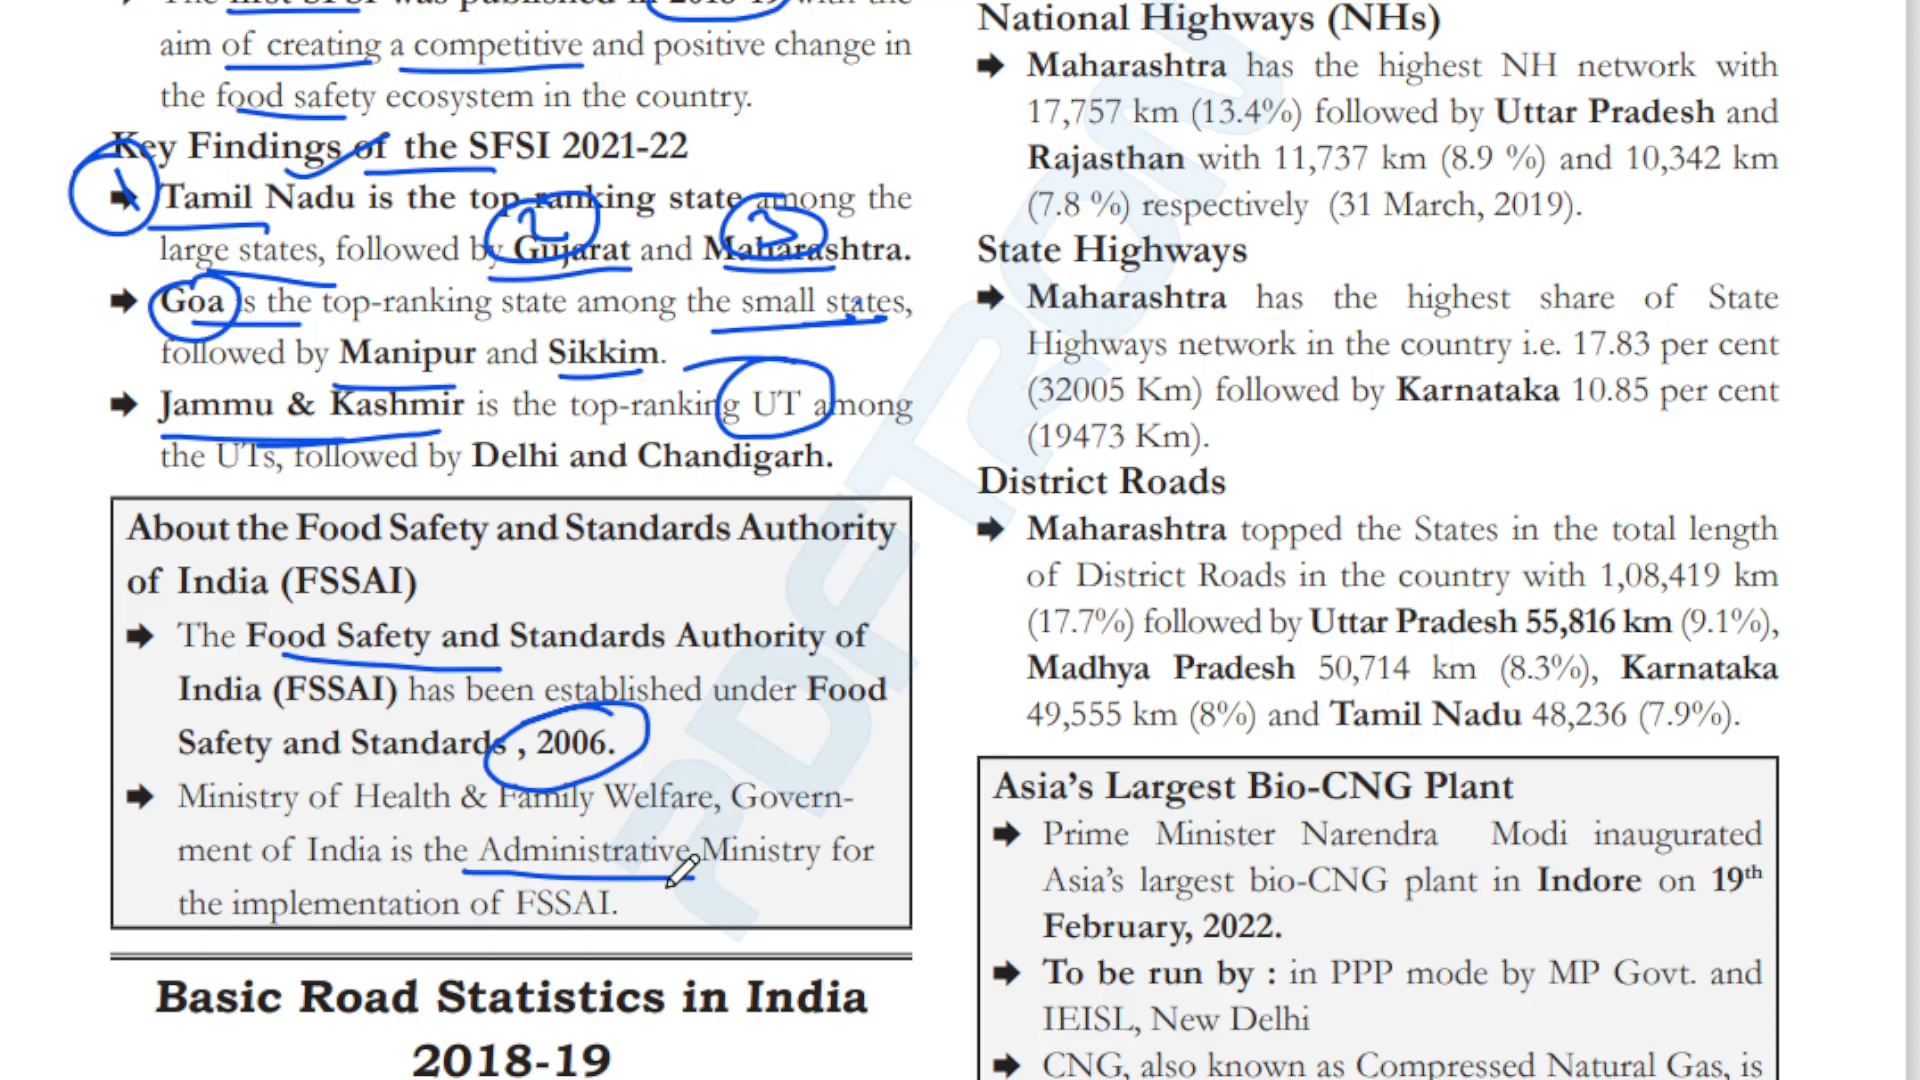 The first SFSI was published in 2018-19 with the
aim of creating a competitive and positive change in
the food safety ecosystem in the country.
Key Findings of the SFSI 2021-22
1
➡ Tamil Nadu is the top ranking state among the
2 3
large states, followed by Gujarat and Maharashtra.
➡ Goa is the top-ranking state among the small states,
followed by Manipur and Sikkim.
➡ Jammu & Kashmir is the top-ranking UT among
the UTs, followed by Delhi and Chandigarh.
About the Food Safety and Standards Authority
of India (FSSAI)
➡ The Food Safety and Standards Authority of
India (FSSAI) has been established under Food
Safety and Standards , 2006.
➡ Ministry of Health & Family Welfare, Govern-
ment of India is the Administrative Ministry for
the implementation of FSSAI.
Basic Road Statistics in India
2018-19
National Highways (NHs)
➡ Maharashtra has the highest NH network with
17,757 km (13.4%) followed by Uttar Pradesh and
Rajasthan with 11,737 km (8.9 %) and 10,342 km
(7.8 %) respectively (31 March, 2019).
State Highways
➡ Maharashtra has the highest share of State
Highways network in the country i.e. 17.83 per cent
(32005 Km) followed by Karnataka 10.85 per cent
(19473 Km).
District Roads
➡ Maharashtra topped the States in the total length
of District Roads in the country with 1,08,419 km
(17.7%) followed by Uttar Pradesh 55,816 km (9.1%),
Madhya Pradesh 50,714 km (8.3%), Karnataka
49,555 km (8%) and Tamil Nadu 48,236 (7.9%).
Asia's Largest Bio-CNG Plant
➡ Prime Minister Narendra Modi inaugurated
Asia's largest bio-CNG plant in Indore on 19th
February, 2022.
➡ To be run by : in PPP mode by MP Govt. and
IEISL, New Delhi
➡ CNG, also known as Compressed Natural Gas, is